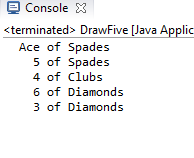 Console
<terminated> DrawFive [Java Applic
Ace of Spades
5 of Spades
4 of Clubs
6 of Diamonds
3 of Diamonds